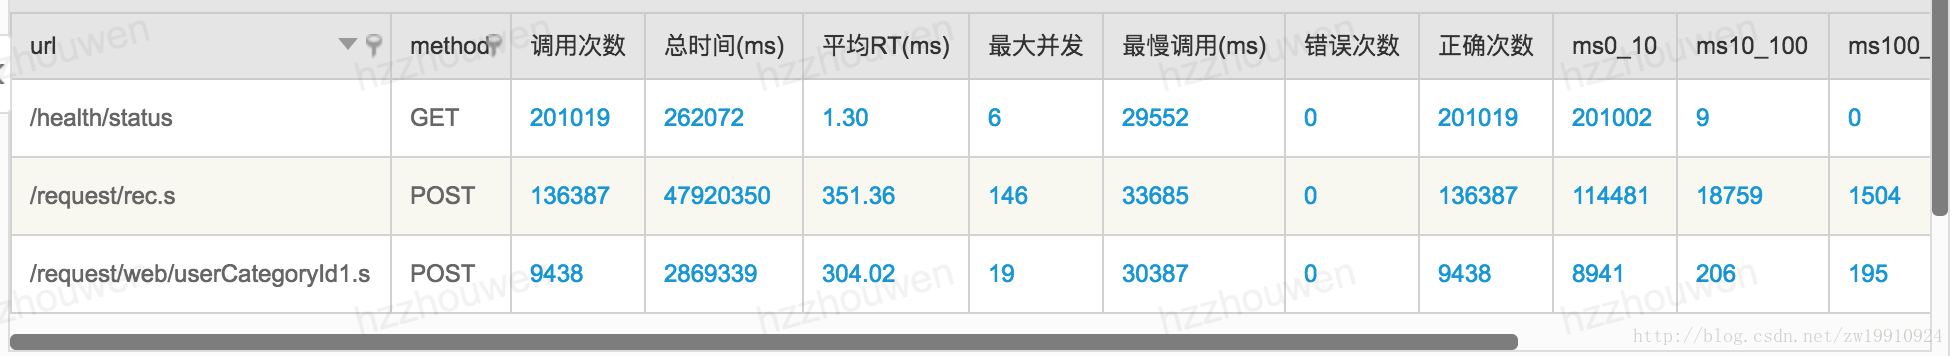 url method 调用次数 总时间(ms) 平均RT(ms) 最大并发 最慢调用(ms) 错误次数 正确次数 ms0_10 ms10_100 ms100_
/health/status GET 201019 262072 1.30 6 29552 0 201019 201002 9 0
/request/rec.s POST 136387 47920350 351.36 146 33685 0 136387 114481 18759 1504
/request/web/userCategoryId1.s POST 9438 2869339 304.02 19 30387 0 9438 8941 206 195
hzzhouwen
http://blog.csdn.net/zw19910924